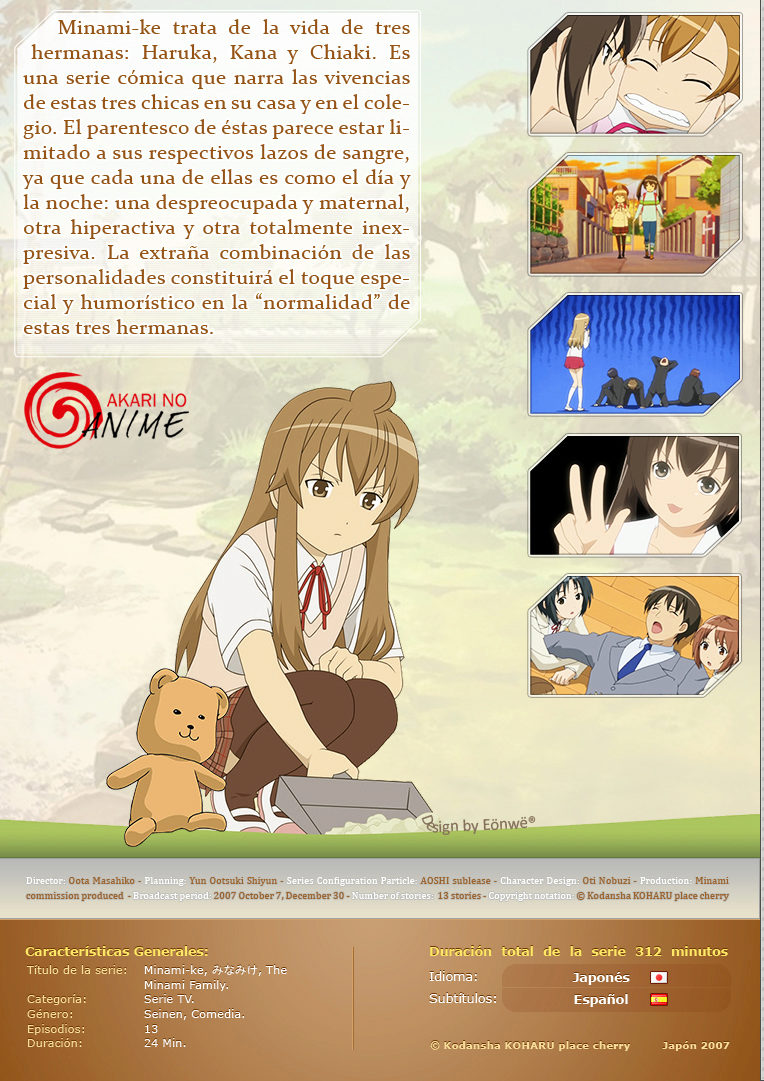 Minami-ke trata de la vida de tres
hermanas: Haruka, Kana y Chiaki. Es
una serie cómica que narra las vivencias
de estas tres chicas en su casa y en el cole-
gio. El parentesco de éstas parece estar li-
mitado a sus respectivos lazos de sangre,
ya que cada una de ellas es como el día y
la noche: una despreocupada y maternal,
otra hiperactiva y otra totalmente inex-
presiva. La extraña combinación de las
personalidades constituirá el toque espe-
cial y humorístico en la “normalidad” de
estas tres hermanas.
AKARI NO
ANIME
Dsign by Eönwë®
Director: Oota Masahiko - Planning: Yun Ootsuki Shiyun - Series Configuration Particle: AOSHI sublease - Character Design: Oti Nobuzi - Production: Minami
commission produced - Broadcast period: 2007 October 7, December 30 - Number of stories: 13 stories - Copyright notation: © Kodansha KOHARU place cherry
Características Generales:
Título de la serie: Minami-ke, みなみけ, The
Minami Family.
Categoría: Serie TV.
Género: Seinen, Comedia.
Episodios: 13
Duración: 24 Min.
Duración total de la serie 312 minutos
Idioma: Japonés
Subtítulos: Español
© Kodansha KOHARU place cherry Japón 2007